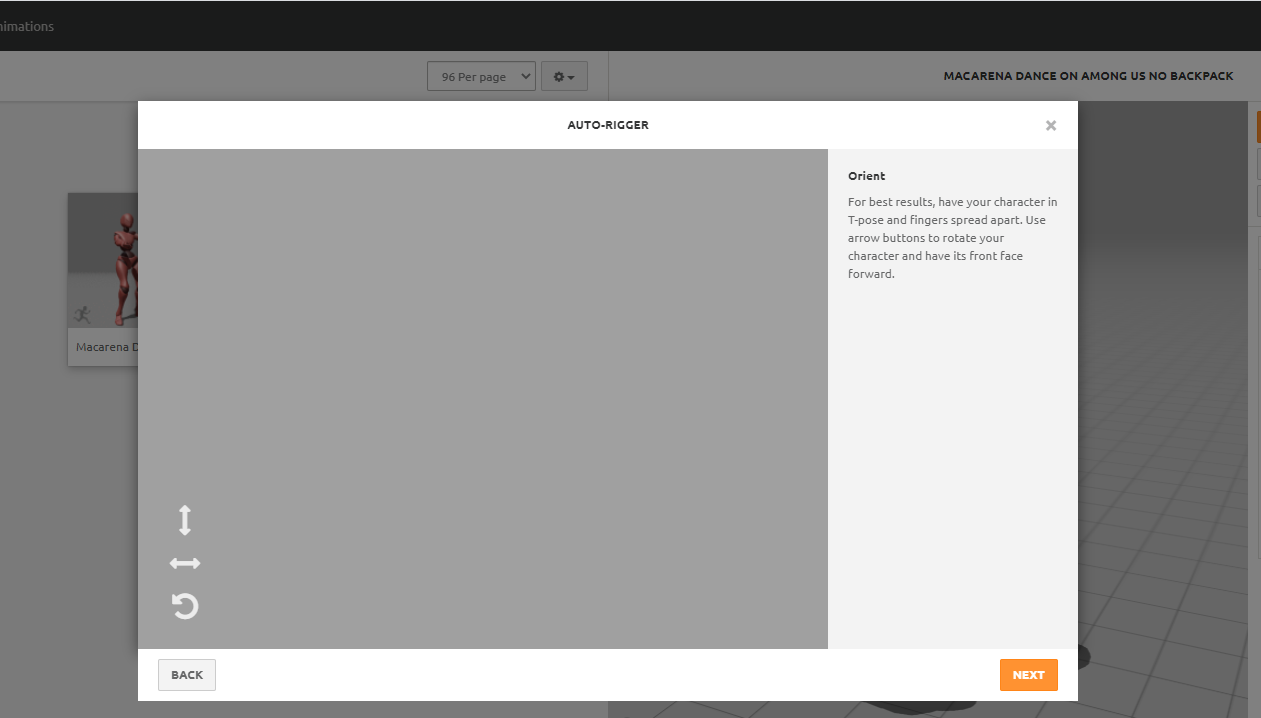 96 Per page
MACARENA DANCE ON AMONG US NO BACKPACK
AUTO-RIGGER
Orient
For best results, have your character in
T-pose and fingers spread apart. Use
arrow buttons to rotate your
character and have its front face
forward.
Macarena
BACK
NEXT